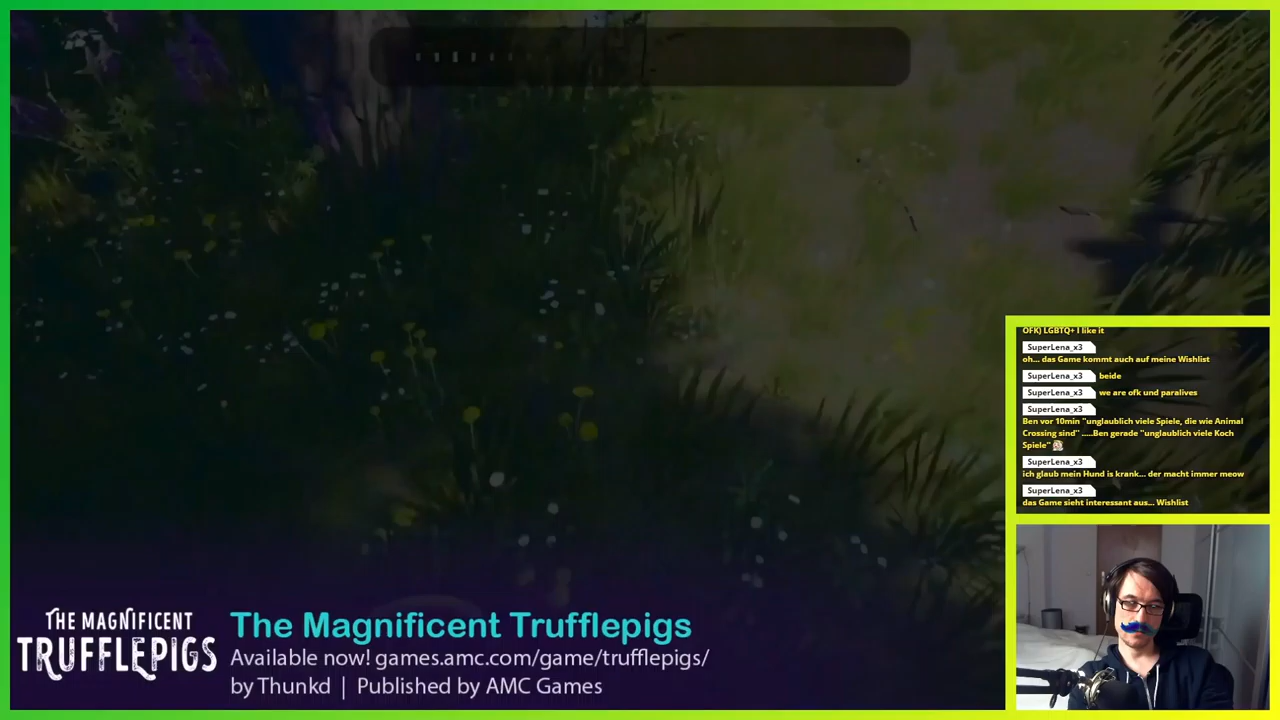 OFK) LGBTQ+ I like it
SuperLena_x3
oh... das Game kommt auch auf meine Wishlist
SuperLena_x3 beide
SuperLena_x3 we are ofk und paralives
SuperLena_x3
Ben vor 10min "unglaublich viele Spiele, die wie Animal
Crossing sind" .....Ben gerade "unglaublich viele Koch
Spiele"
SuperLena_x3
ich glaub mein Hund is krank... der macht immer meow
SuperLena_x3
das Game sieht interessant aus... Wishlist
THE MAGNIFICENT
TRUFFLEPIGS
The Magnificent Trufflepigs
Available now! games.amc.com/game/trufflepigs/
by Thunkd | Published by AMC Games